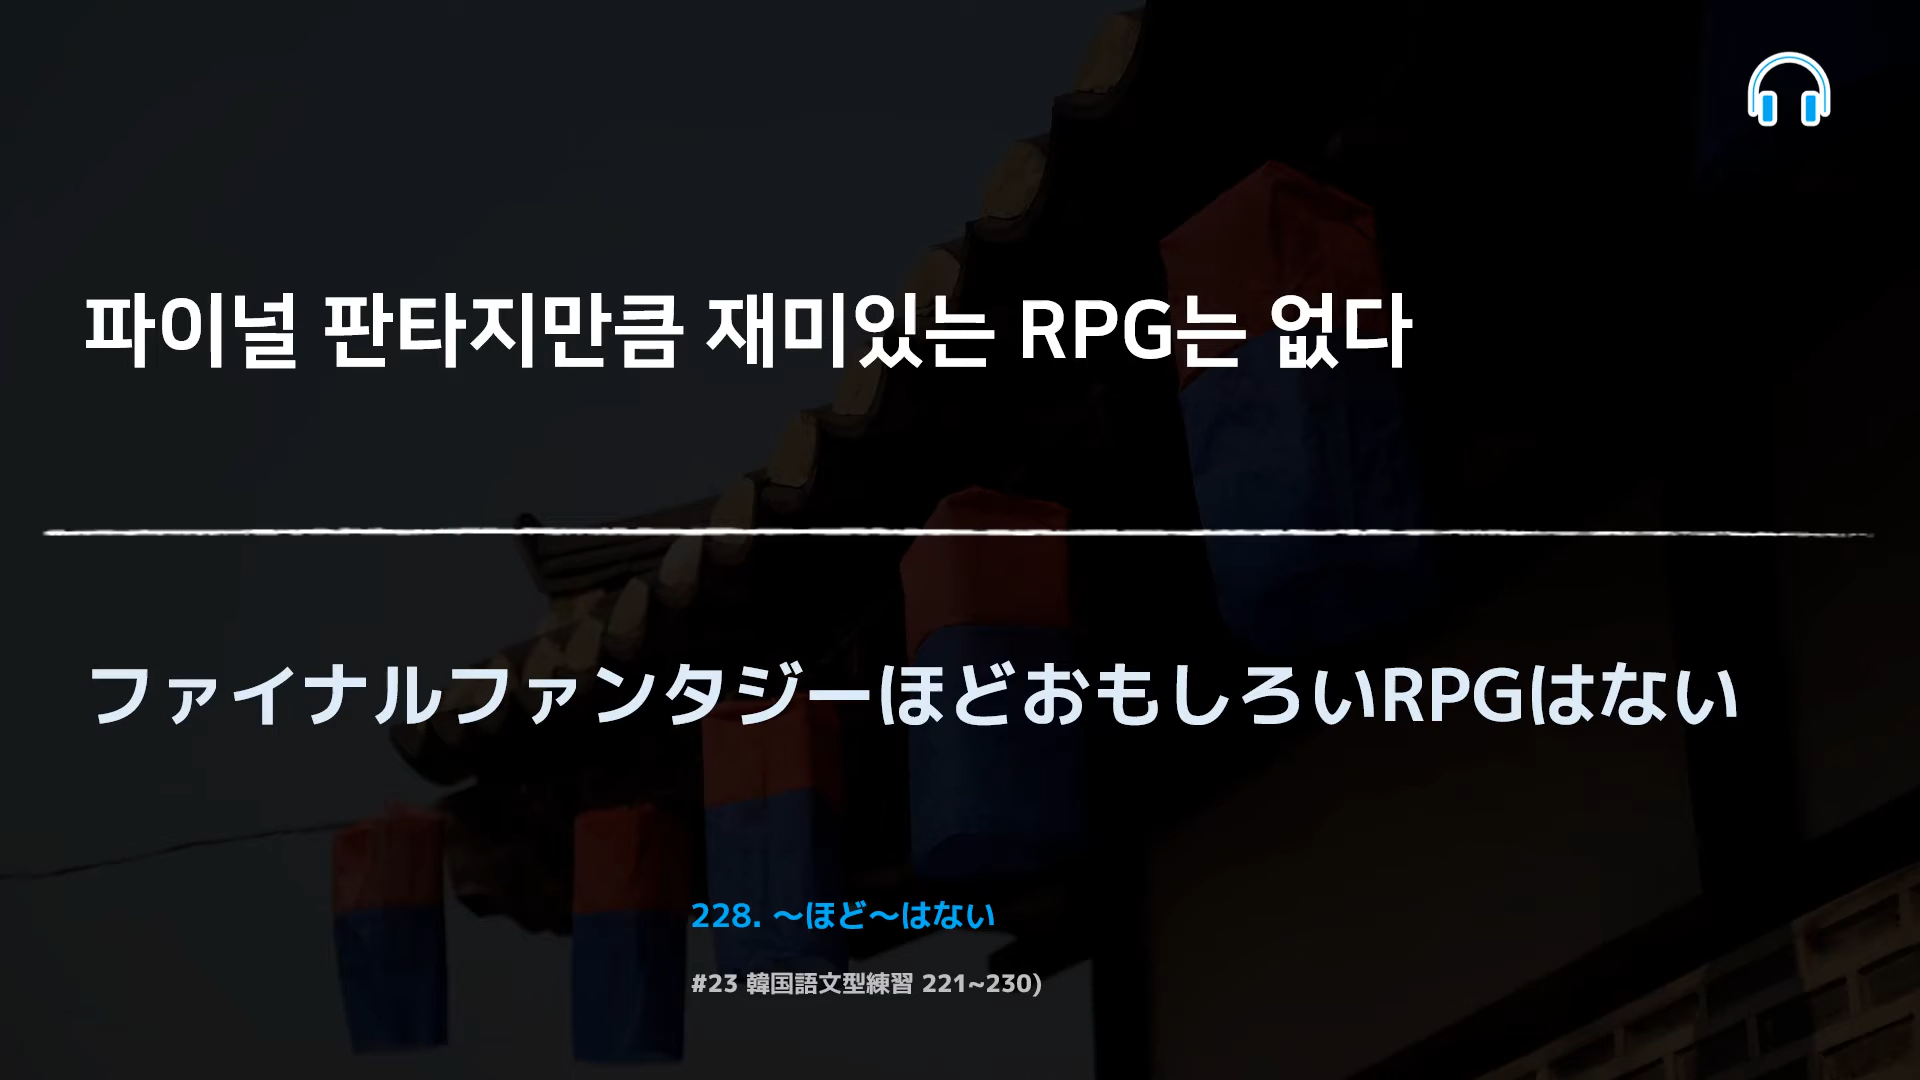 파이널 판타지만큼 재미있는 RPG는 없다
ファイナルファンタジーほどおもしろいRPGはない
228. 〜ほど〜はない
#23 韓国語文型練習 221~230)